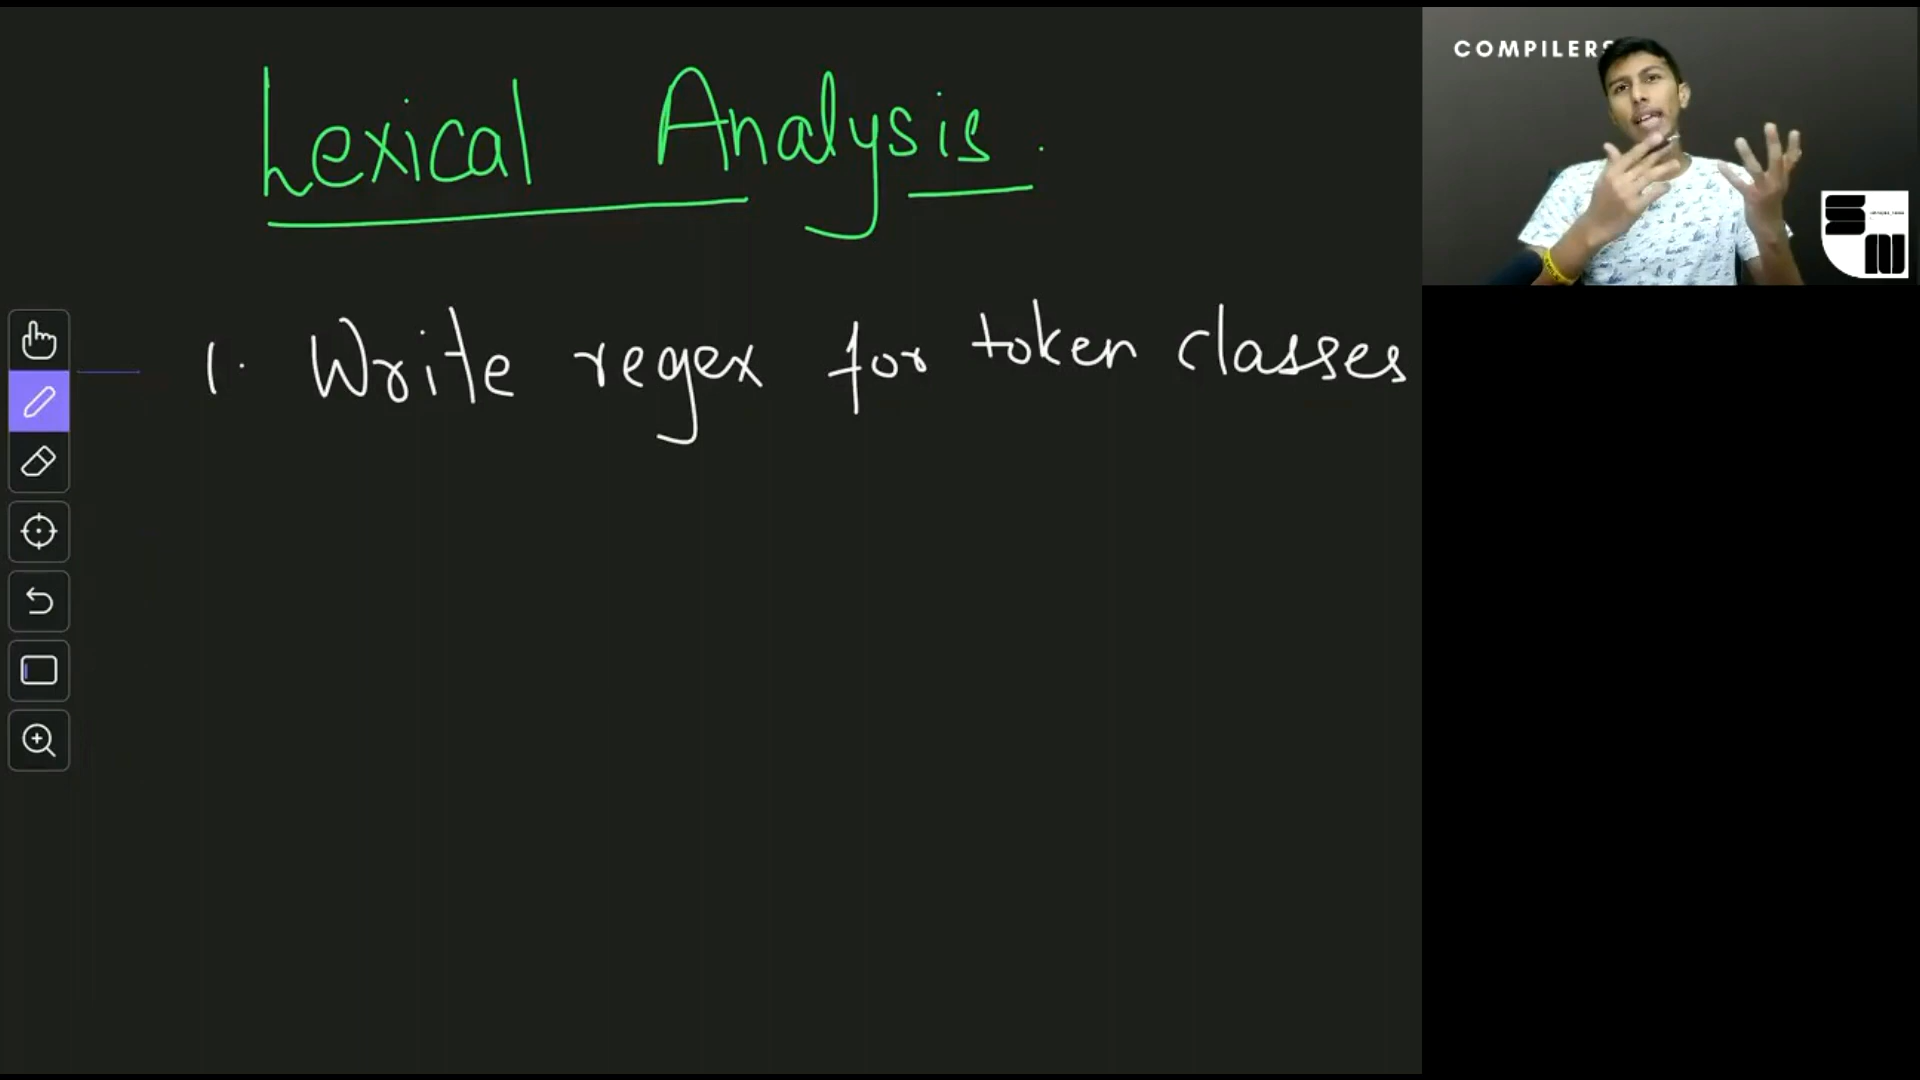 Lexical Analysis.
COMPILERS
1. Write regex for token classes